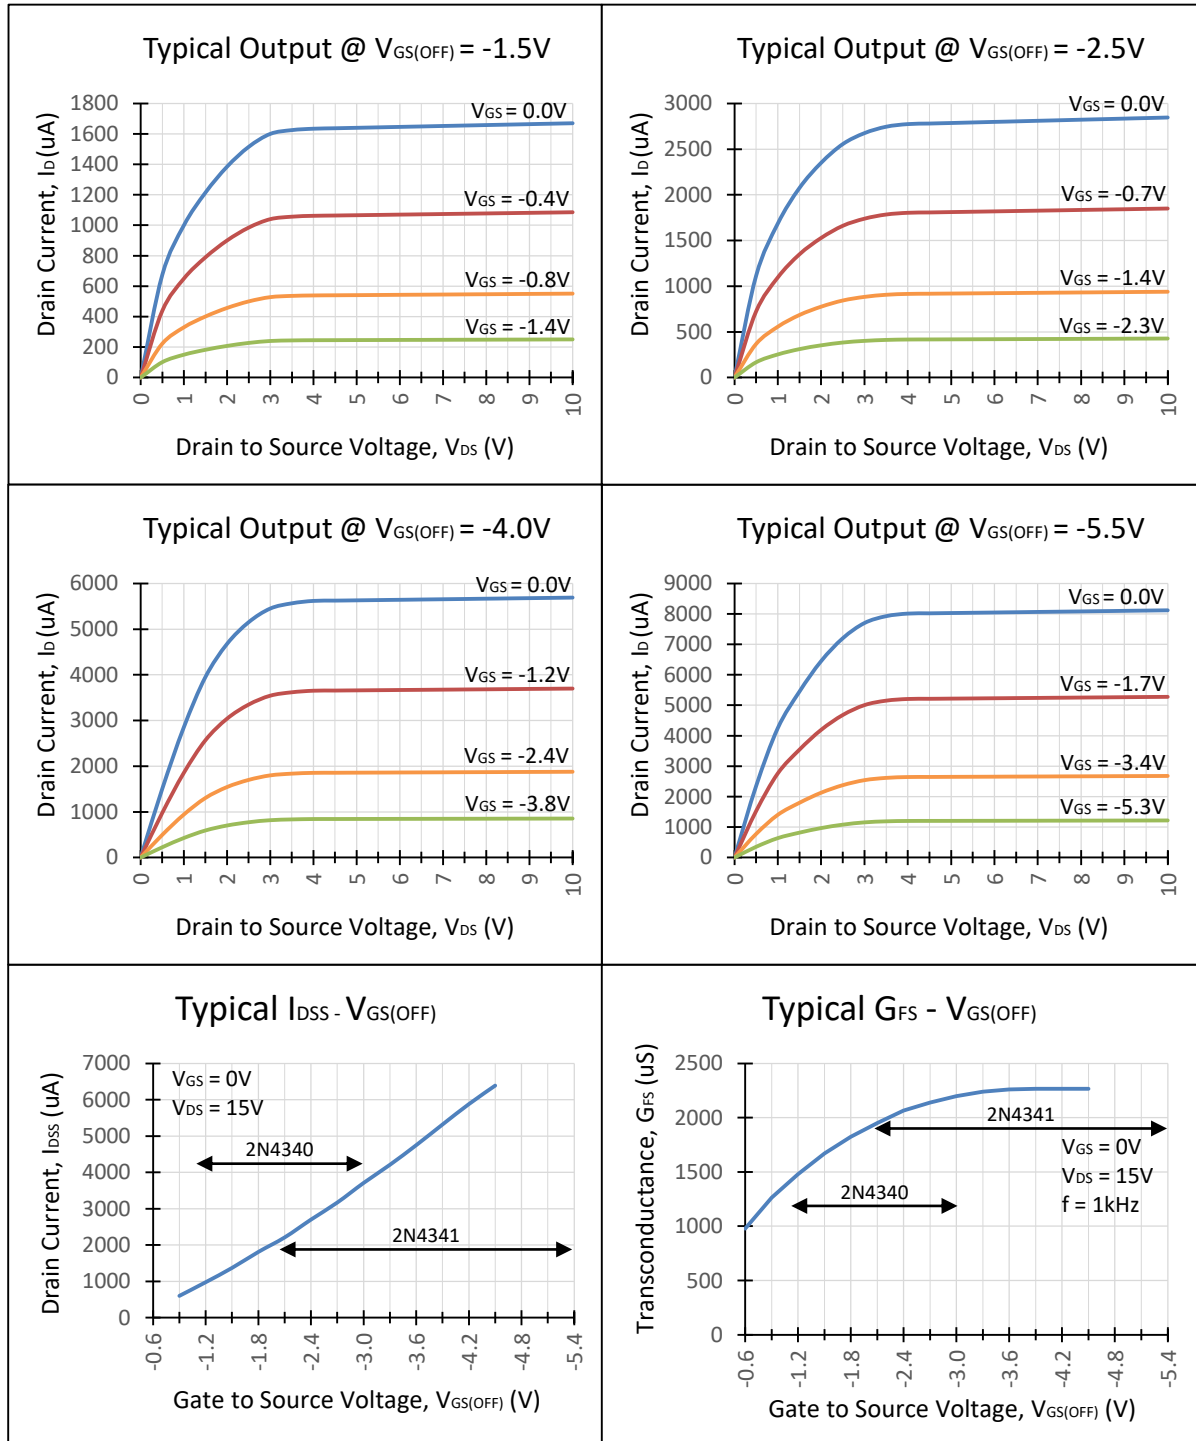 Typical Output @ VGS(OFF) = -1.5V
Drain Current, ID (uA)
1800
1600
1400
1200
1000
800
600
400
200
0
VGS = 0.0V
VGS = -0.4V
VGS = -0.8V
VGS = -1.4V
0 1 2 3 4 5 6 7 8 9 10
Drain to Source Voltage, VDS (V)
Typical Output @ VGS(OFF) = -2.5V
Drain Current, ID (uA)
3000
2500
2000
1500
1000
500
0
VGS = 0.0V
VGS = -0.7V
VGS = -1.4V
VGS = -2.3V
0 1 2 3 4 5 6 7 8 9 10
Drain to Source Voltage, VDS (V)
Typical Output @ VGS(OFF) = -4.0V
Drain Current, ID (uA)
6000
5000
4000
3000
2000
1000
0
VGS = 0.0V
VGS = -1.2V
VGS = -2.4V
VGS = -3.8V
0 1 2 3 4 5 6 7 8 9 10
Drain to Source Voltage, VDS (V)
Typical Output @ VGS(OFF) = -5.5V
Drain Current, ID (uA)
9000
8000
7000
6000
5000
4000
3000
2000
1000
0
VGS = 0.0V
VGS = -1.7V
VGS = -3.4V
VGS = -5.3V
0 1 2 3 4 5 6 7 8 9 10
Drain to Source Voltage, VDS (V)
Typical IDSS - VGS(OFF)
Drain Current, IDSS (uA)
7000
6000
5000
4000
3000
2000
1000
0
VGS = 0V
VDS = 15V
2N4340
2N4341
-0.6 -1.2 -1.8 -2.4 -3.0 -3.6 -4.2 -4.8 -5.4
Gate to Source Voltage, VGS(OFF) (V)
Typical GFS - VGS(OFF)
Transconductance, GFS (uS)
2500
2000
1500
1000
500
0
2N4341
VGS = 0V
VDS = 15V
f = 1kHz
2N4340
-0.6 -1.2 -1.8 -2.4 -3.0 -3.6 -4.2 -4.8 -5.4
Gate to Source Voltage, VGS(OFF) (V)